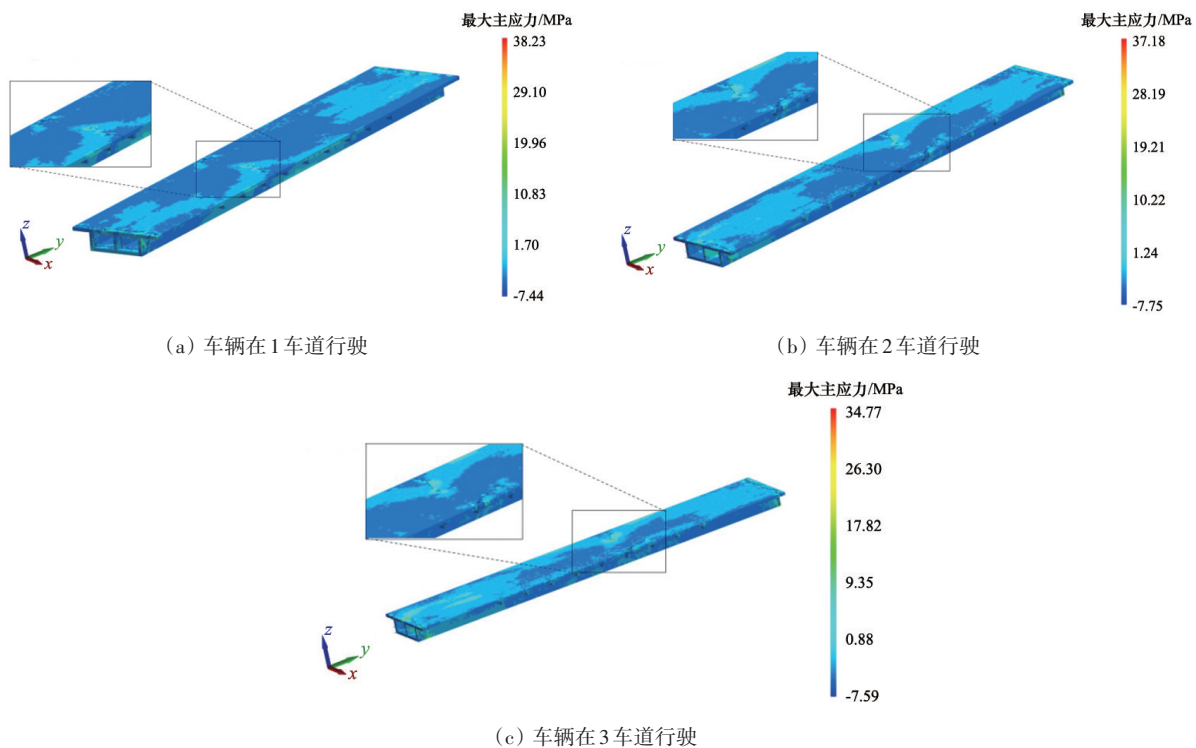 最大主应力/MPa
38.23
29.10
19.96
10.83
1.70
-7.44
z
y
x
(a) 车辆在1车道行驶
最大主应力/MPa
37.18
28.19
19.21
10.22
1.24
-7.75
z
y
x
(b) 车辆在2车道行驶
最大主应力/MPa
34.77
26.30
17.82
9.35
0.88
-7.59
z
y
x
(c) 车辆在3车道行驶